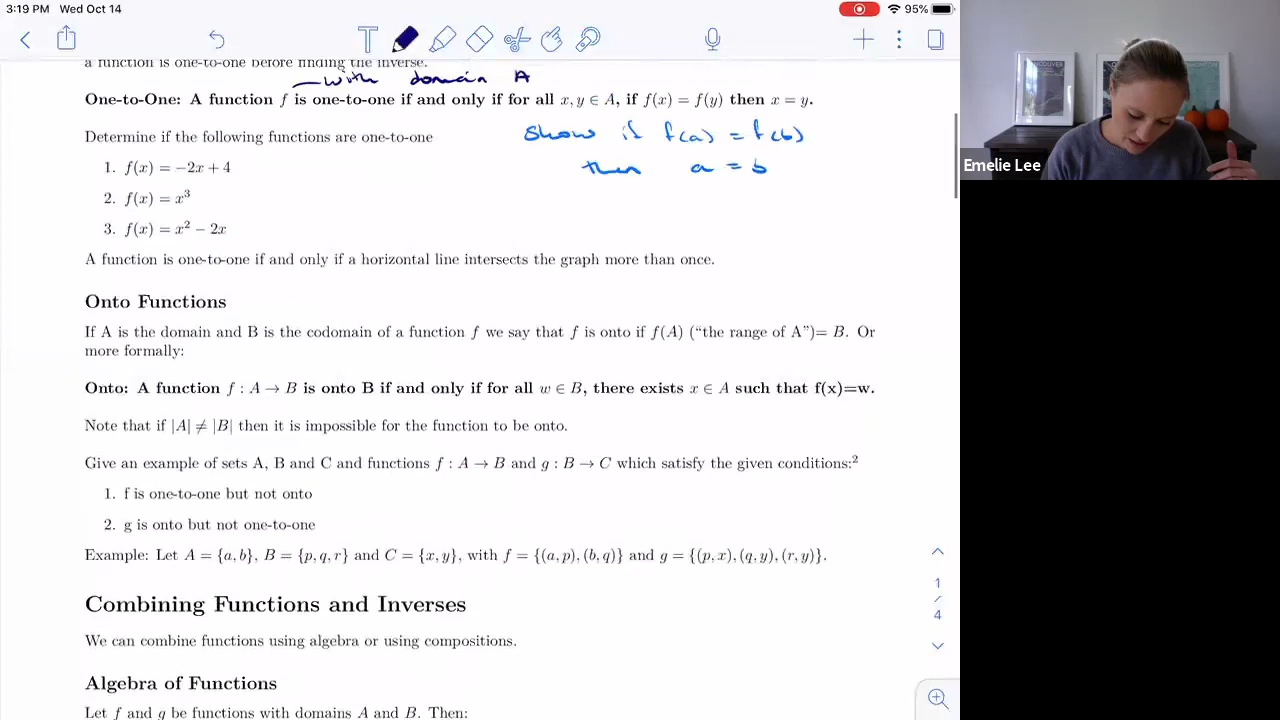 3:19 PM Wed Oct 14
95%
a function is one-to-one before finding the inverse.
with domain A
One-to-One: A function f is one-to-one if and only if for all x, y ∈ A, if f(x) = f(y) then x = y.
Determine if the following functions are one-to-one
show if f(a) = f(b)
then a = b
1. f(x) = −2x + 4
2. f(x) = x³
3. f(x) = x² − 2x
A function is one-to-one if and only if a horizontal line intersects the graph more than once.
Onto Functions
If A is the domain and B is the codomain of a function f we say that f is onto if f(A) (“the range of A”)= B. Or
more formally:
Onto: A function f : A → B is onto B if and only if for all w ∈ B, there exists x ∈ A such that f(x)=w.
Note that if |A| ≠ |B| then it is impossible for the function to be onto.
Give an example of sets A, B and C and functions f : A → B and g : B → C which satisfy the given conditions:²
1. f is one-to-one but not onto
2. g is onto but not one-to-one
Example: Let A = {a, b}, B = {p, q, r} and C = {x, y}, with f = {(a, p), (b, q)} and g = {(p, x), (q, y), (r, y)}.
Combining Functions and Inverses
We can combine functions using algebra or using compositions.
Algebra of Functions
Let f and g be functions with domains A and B. Then:
1
/
4
VANCOUVER
Emelie Lee